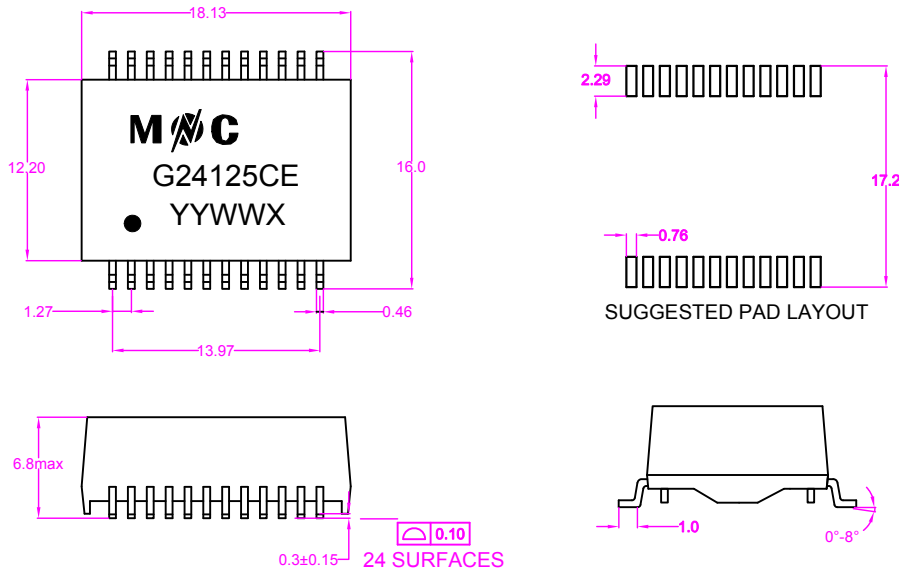 18.13
12.20
MNC
G24125CE
YYWWX
16.0
1.27
0.46
13.97
2.29
17.2
0.76
SUGGESTED PAD LAYOUT
6.8max
0.3±0.15
0.10
24 SURFACES
1.0
0°-8°